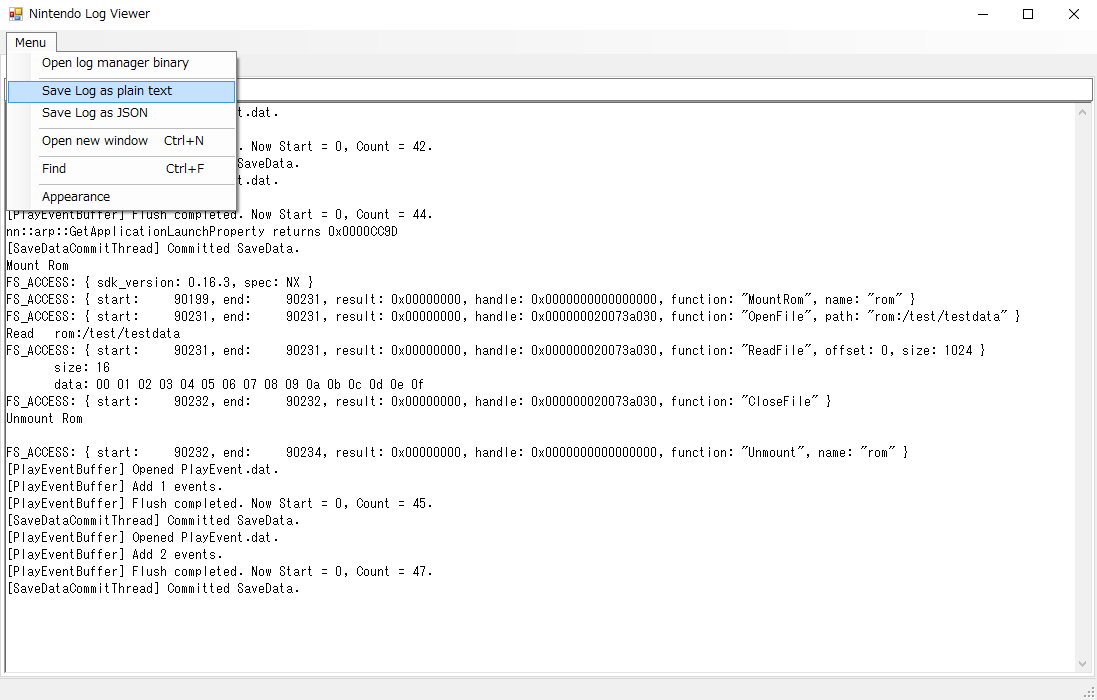 Nintendo Log Viewer
Menu
Open log manager binary
Save Log as plain text
Save Log as JSON
Open new window Ctrl+N
Find Ctrl+F
Appearance
t.dat.
. Now Start = 0, Count = 42.
SaveData.
t.dat.
[PlayEventBuffer] Flush completed. Now Start = 0, Count = 44.
nn::arp::GetApplicationLaunchProperty returns 0x0000CC9D
[SaveDataCommitThread] Committed SaveData.
Mount Rom
FS_ACCESS: { sdk_version: 0.16.3, spec: NX }
FS_ACCESS: { start:     90199, end:     90231, result: 0x00000000, handle: 0x0000000000000000, function: "MountRom", name: "rom" }
FS_ACCESS: { start:     90231, end:     90231, result: 0x00000000, handle: 0x000000020073a030, function: "OpenFile", path: "rom:/test/testdata" }
Read   rom:/test/testdata
FS_ACCESS: { start:     90231, end:     90231, result: 0x00000000, handle: 0x000000020073a030, function: "ReadFile", offset: 0, size: 1024 }
size: 16
data: 00 01 02 03 04 05 06 07 08 09 0a 0b 0c 0d 0e 0f
FS_ACCESS: { start:     90232, end:     90232, result: 0x00000000, handle: 0x000000020073a030, function: "CloseFile" }
Unmount Rom
FS_ACCESS: { start:     90232, end:     90234, result: 0x00000000, handle: 0x0000000000000000, function: "Unmount", name: "rom" }
[PlayEventBuffer] Opened PlayEvent.dat.
[PlayEventBuffer] Add 1 events.
[PlayEventBuffer] Flush completed. Now Start = 0, Count = 45.
[SaveDataCommitThread] Committed SaveData.
[PlayEventBuffer] Opened PlayEvent.dat.
[PlayEventBuffer] Add 2 events.
[PlayEventBuffer] Flush completed. Now Start = 0, Count = 47.
[SaveDataCommitThread] Committed SaveData.